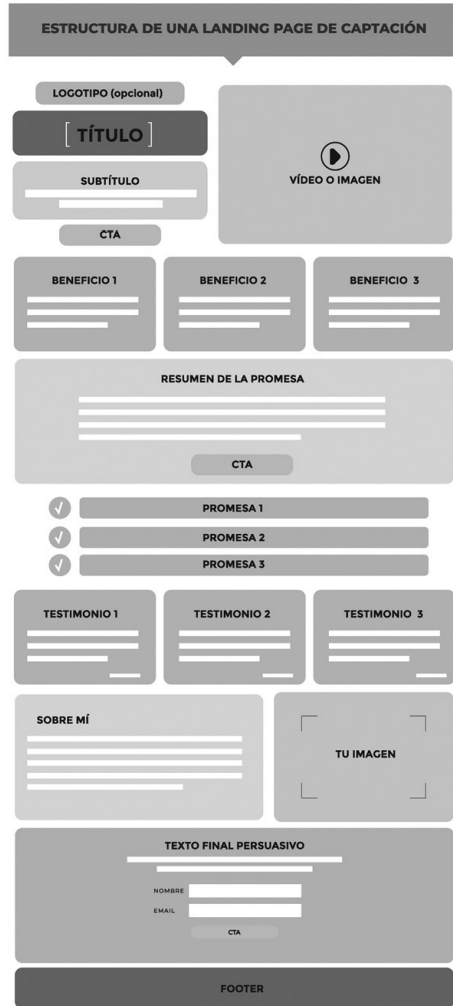 ESTRUCTURA DE UNA LANDING PAGE DE CAPTACIÓN
LOGOTIPO (opcional)
[TÍTULO]
SUBTÍTULO
CTA
VÍDEO O IMAGEN
BENEFICIO 1
BENEFICIO 2
BENEFICIO 3
RESUMEN DE LA PROMESA
CTA
PROMESA 1
PROMESA 2
PROMESA 3
TESTIMONIO 1
TESTIMONIO 2
TESTIMONIO 3
SOBRE MÍ
TU IMAGEN
TEXTO FINAL PERSUASIVO
NOMBRE
EMAIL
CTA
FOOTER